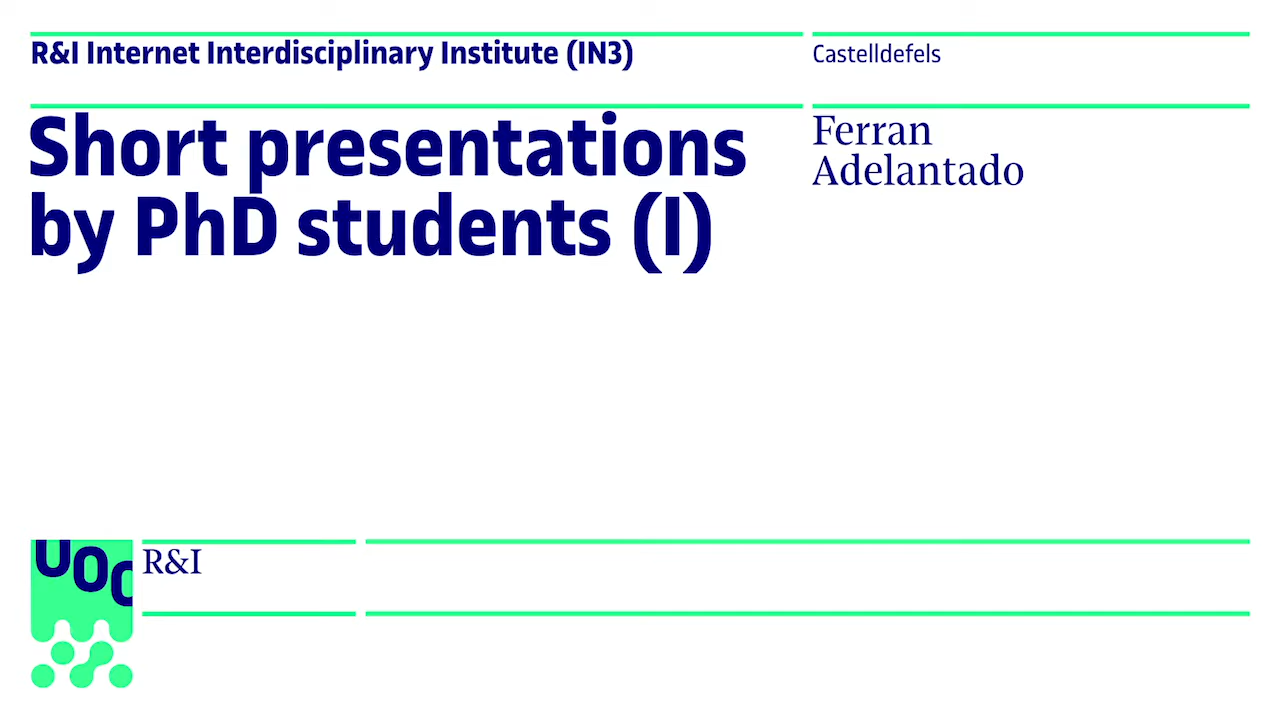 R&I Internet Interdisciplinary Institute (IN3)
Castelldefels
Short presentations
by PhD students (I)
Ferran
Adelantado
UOC
R&I